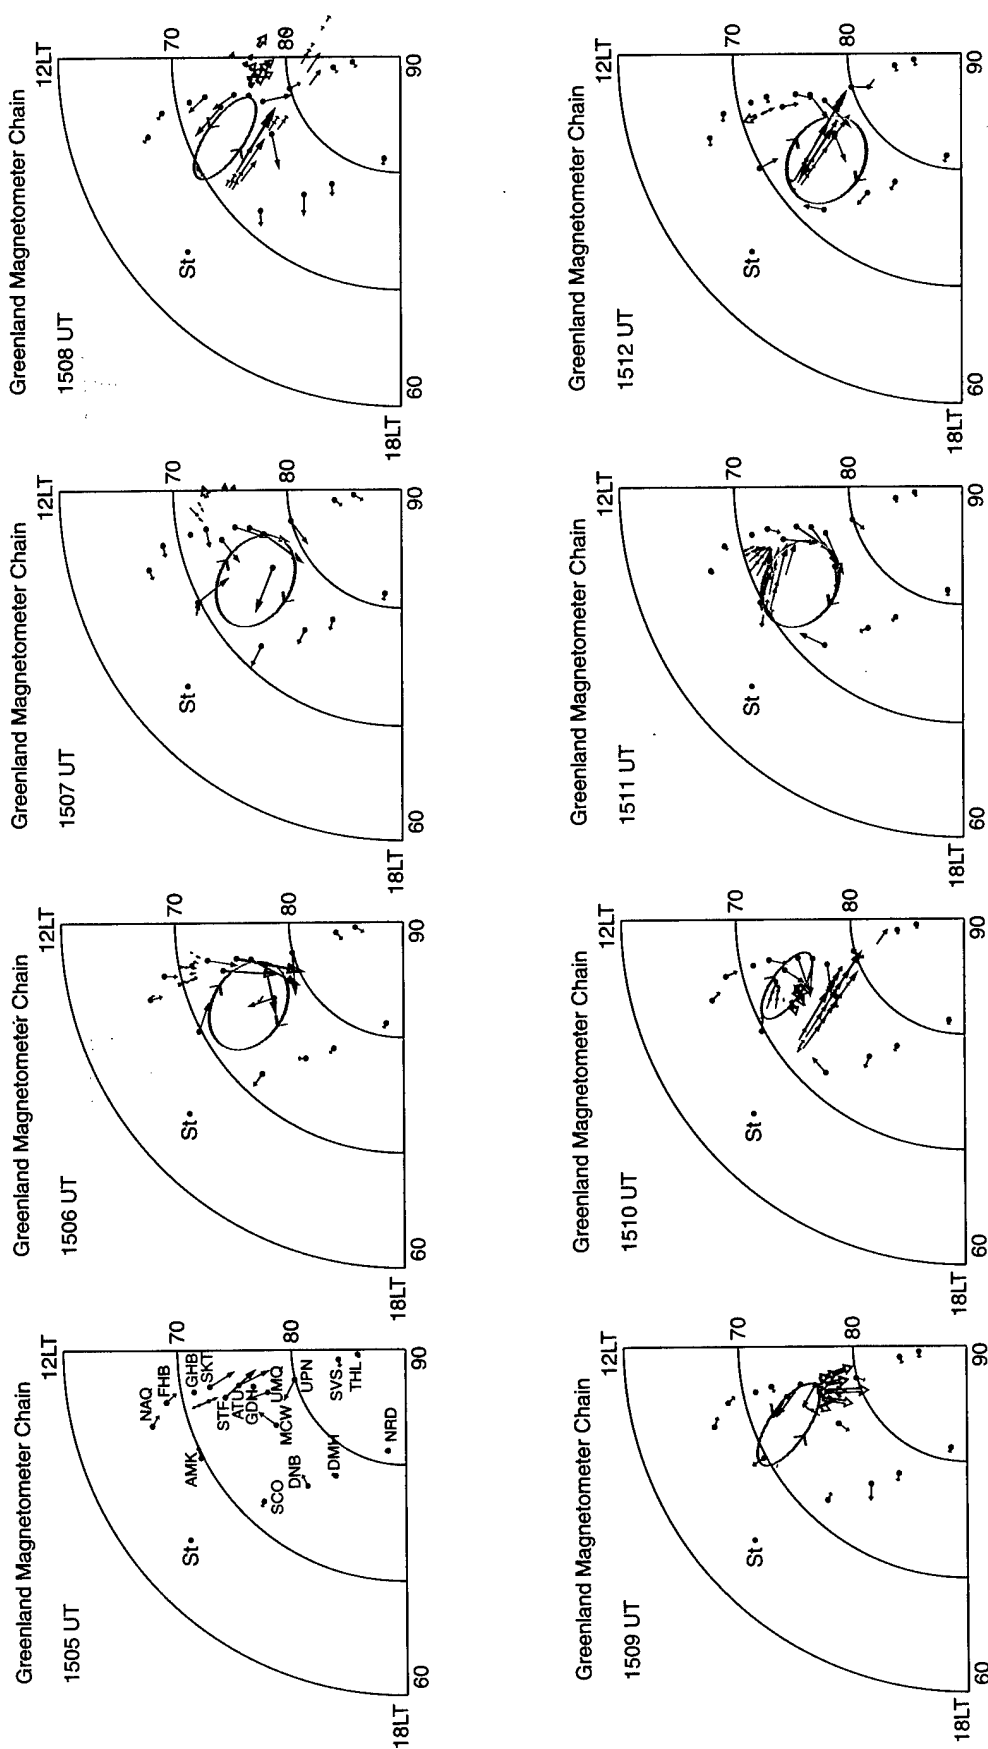 Greenland Magnetometer Chain
1505 UT
12LT
70
80
90
60
18LT
St
NAQ
FHB
GHB
SKT
AMK
STF
ATU
GDH
UMQ
MCW
UPN
SCO
DNB
DMH
SVS
THL
NRD
Greenland Magnetometer Chain
1506 UT
12LT
70
80
90
60
18LT
St
Greenland Magnetometer Chain
1507 UT
12LT
70
80
90
60
18LT
St
Greenland Magnetometer Chain
1508 UT
12LT
70
80
90
60
18LT
St
Greenland Magnetometer Chain
1509 UT
12LT
70
80
90
60
18LT
St
Greenland Magnetometer Chain
1510 UT
12LT
70
80
90
60
18LT
St
Greenland Magnetometer Chain
1511 UT
12LT
70
80
90
60
18LT
St
Greenland Magnetometer Chain
1512 UT
12LT
70
80
90
60
18LT
St